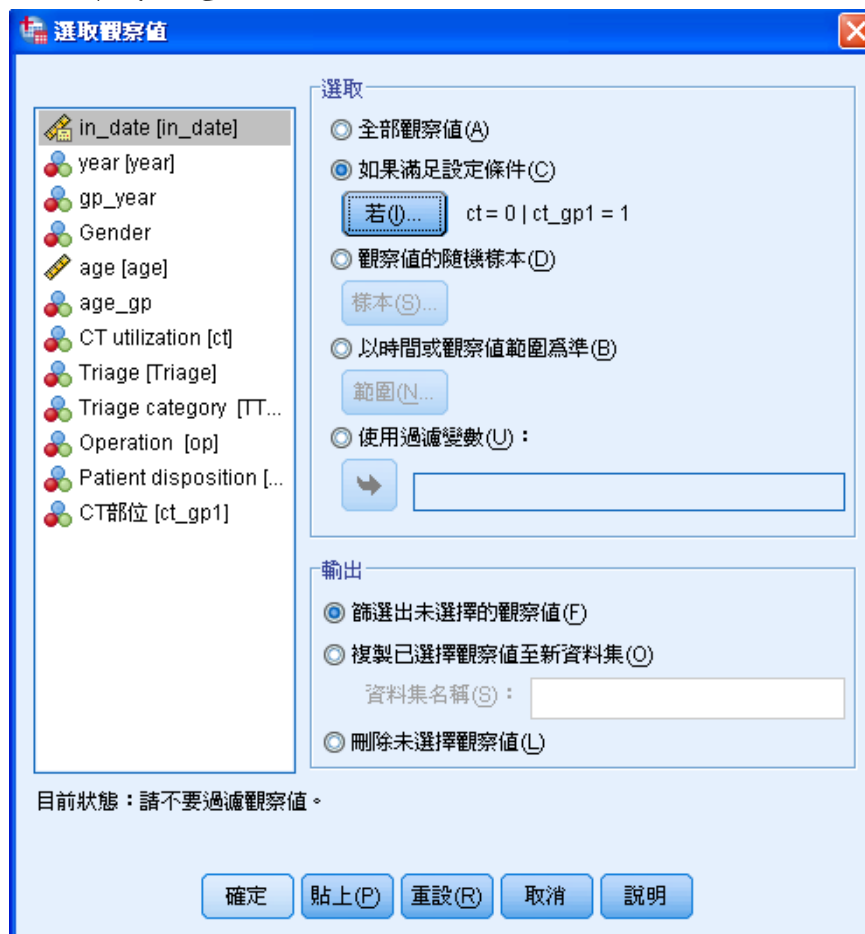 選取觀察值
in_date [in_date]
year [year]
gp_year
Gender
age [age]
age_gp
CT utilization [ct]
Triage [Triage]
Triage category [TT...
Operation [op]
Patient disposition [...
CT部位 [ct_gp1]
選取
全部觀察值(A)
如果滿足設定條件(C)
若(I)... ct = 0 | ct_gp1 = 1
觀察值的隨機樣本(D)
樣本(S)...
以時間或觀察值範圍為準(B)
範圍(N...
使用過濾變數(U):
輸出
篩選出未選擇的觀察值(F)
複製已選擇觀察值至新資料集(O)
資料集名稱(S):
刪除未選擇觀察值(L)
目前狀態:請不要過濾觀察值。
確定 貼上(P) 重設(R) 取消 說明